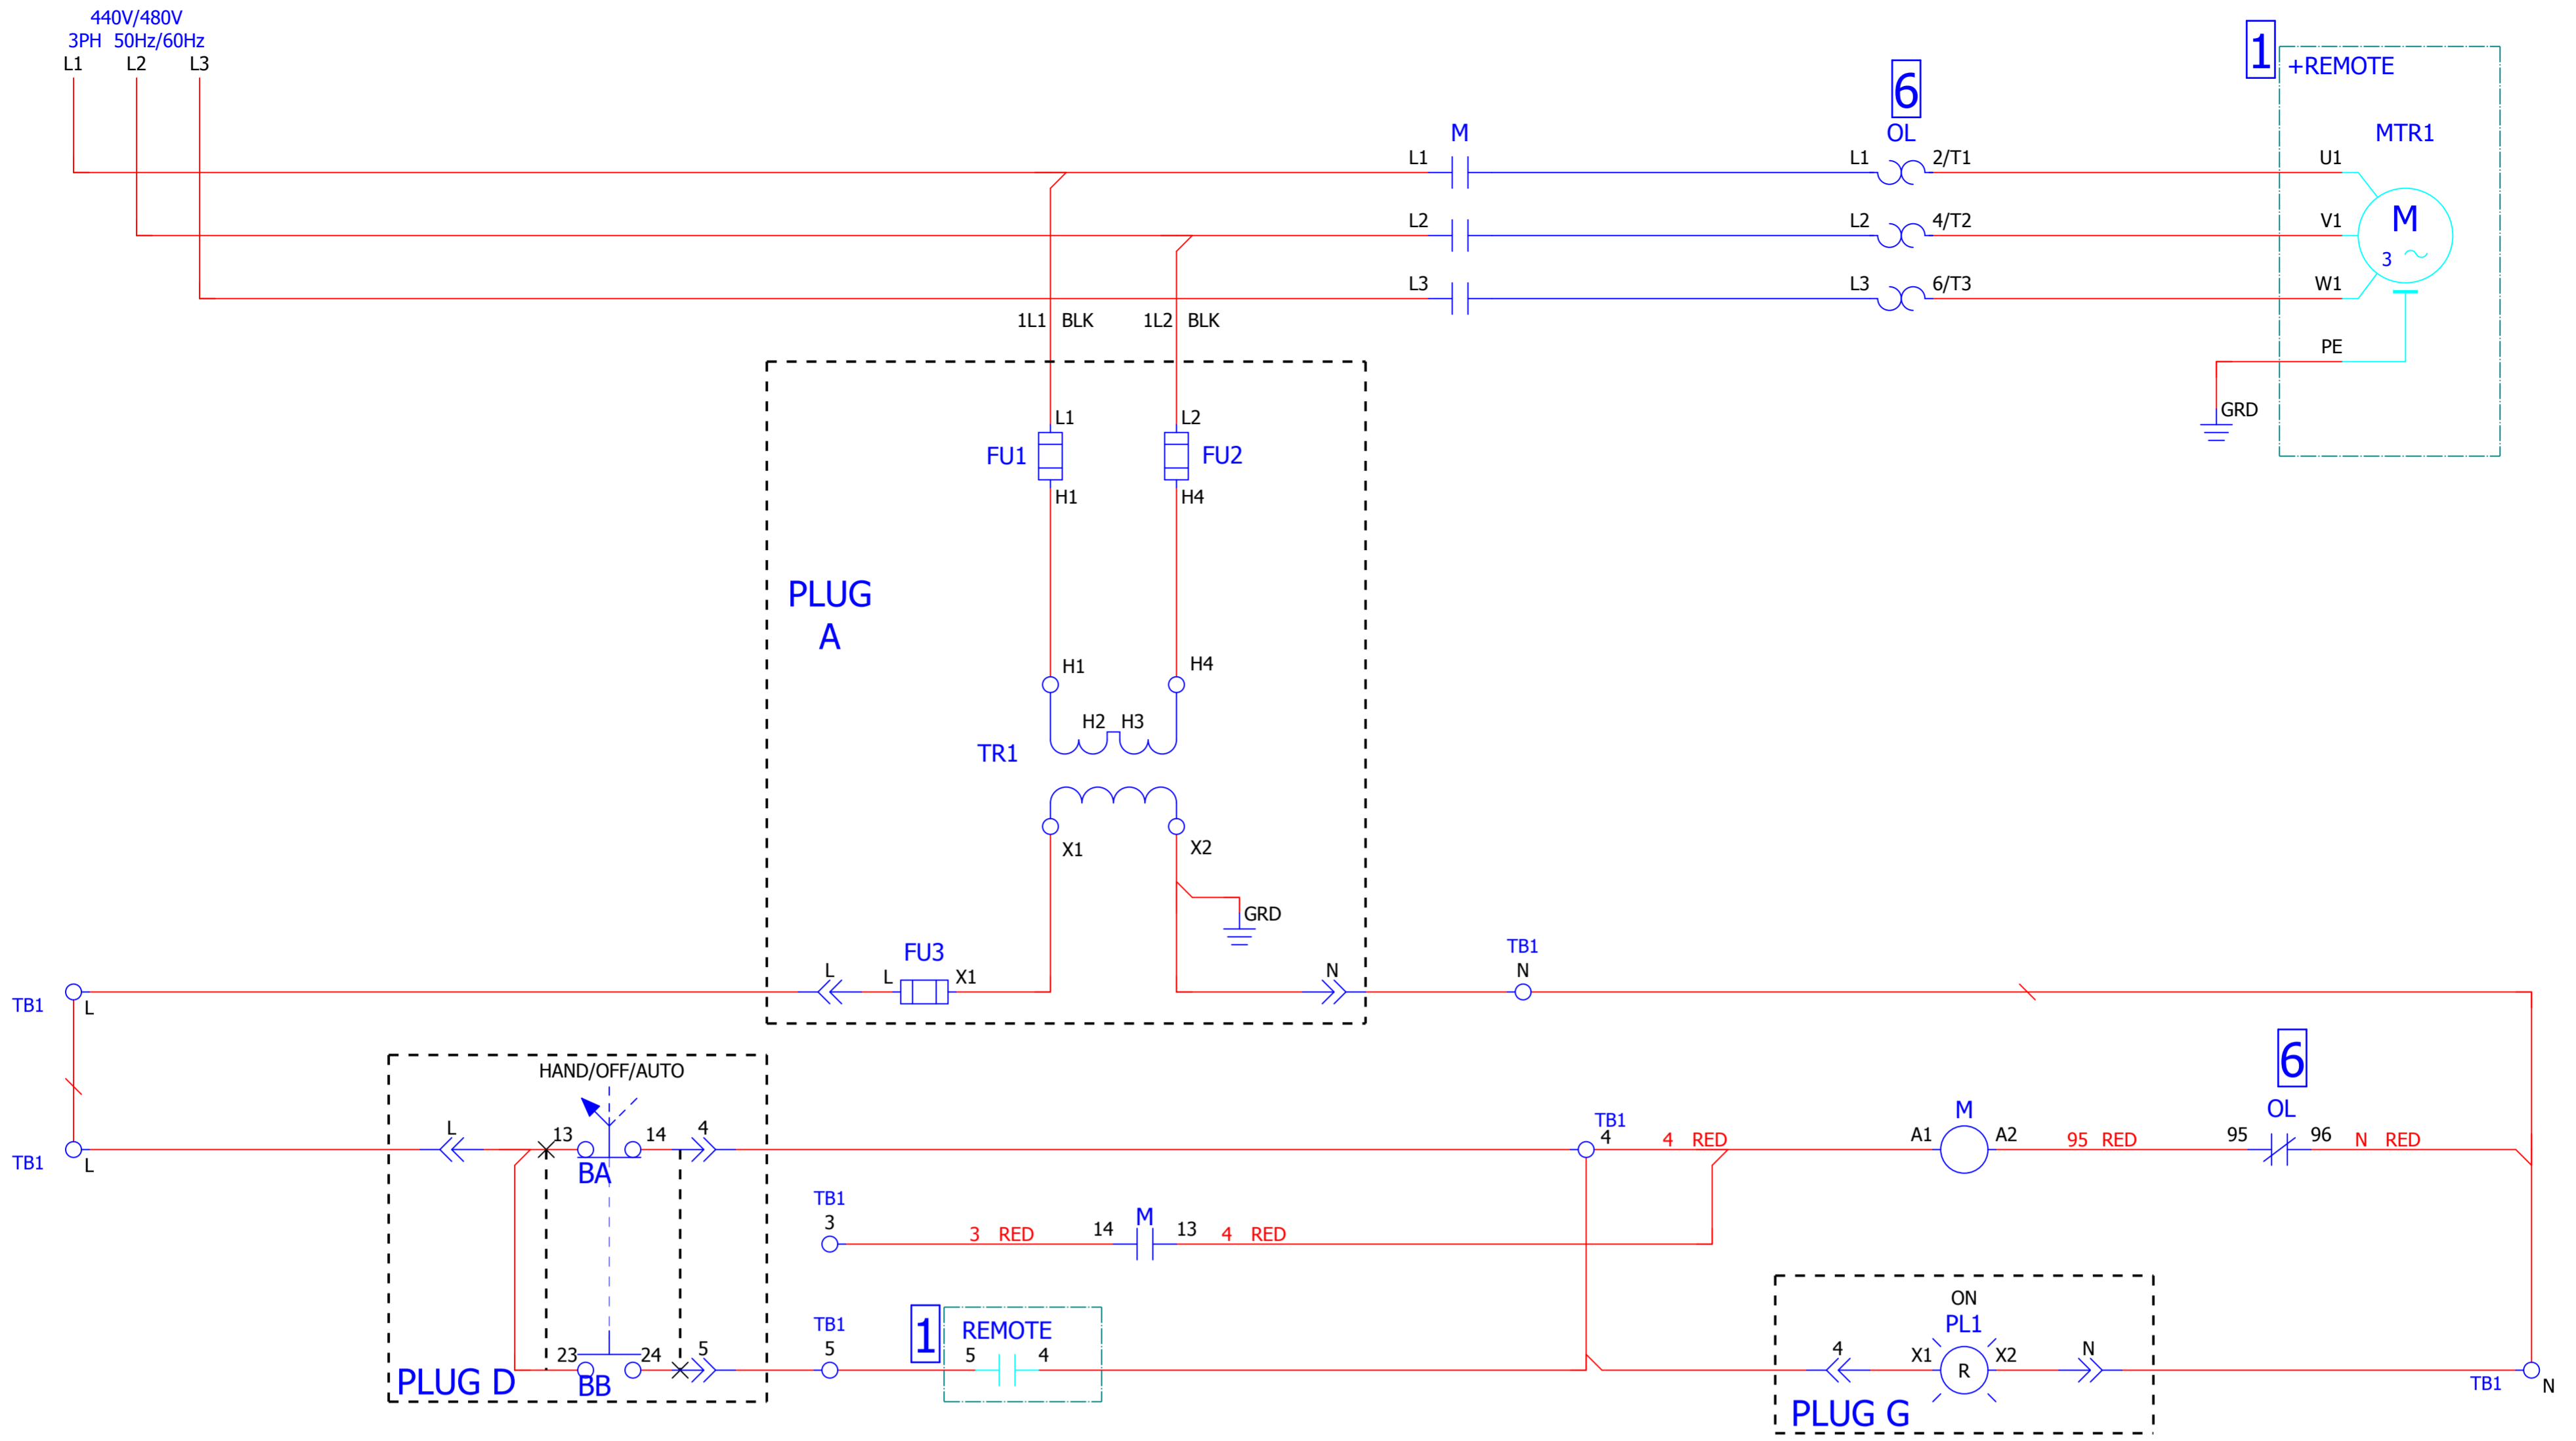 440V/480V
3PH 50Hz/60Hz
L1 L2 L3
1 +REMOTE
6
OL
M
MTR1
L1 L1 2/T1 U1
L2 L2 4/T2 V1
M
3
L3 L3 6/T3 W1
1L1 BLK 1L2 BLK
PE
GRD
L1 L2
FU1 FU2
H1 H4
PLUG
A
H1 H4
H2 H3
TR1
X1 X2
GRD
FU3
L L X1 N
TB1
N
TB1 L
HAND/OFF/AUTO
6
L 13 14 4
BA
TB1 L
TB1
4 4 RED
M
A1 A2
95 RED
OL
95 96
N RED
TB1
3 3 RED 14 M 13 4 RED
TB1
5
1 REMOTE
5 4
23 24 5
BB
PLUG D
ON
PL1
4 X1 R X2 N
PLUG G
TB1 N